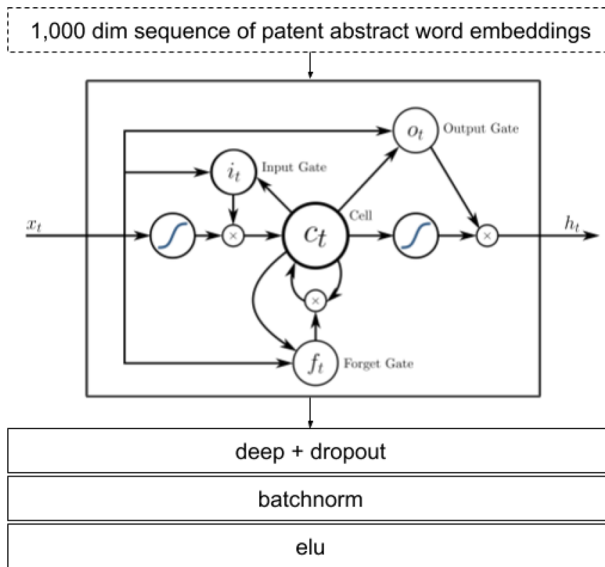 1,000 dim sequence of patent abstract word embeddings
o_t Output Gate
i_t Input Gate
x_t
Cell
c_t
h_t
×
×
×
f_t Forget Gate
deep + dropout
batchnorm
elu